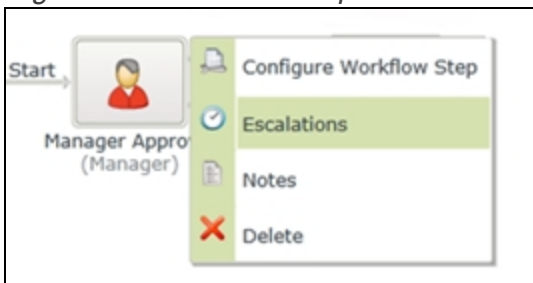 Start
Configure Workflow Step
Escalations
Manager Appro
(Manager)
Notes
Delete